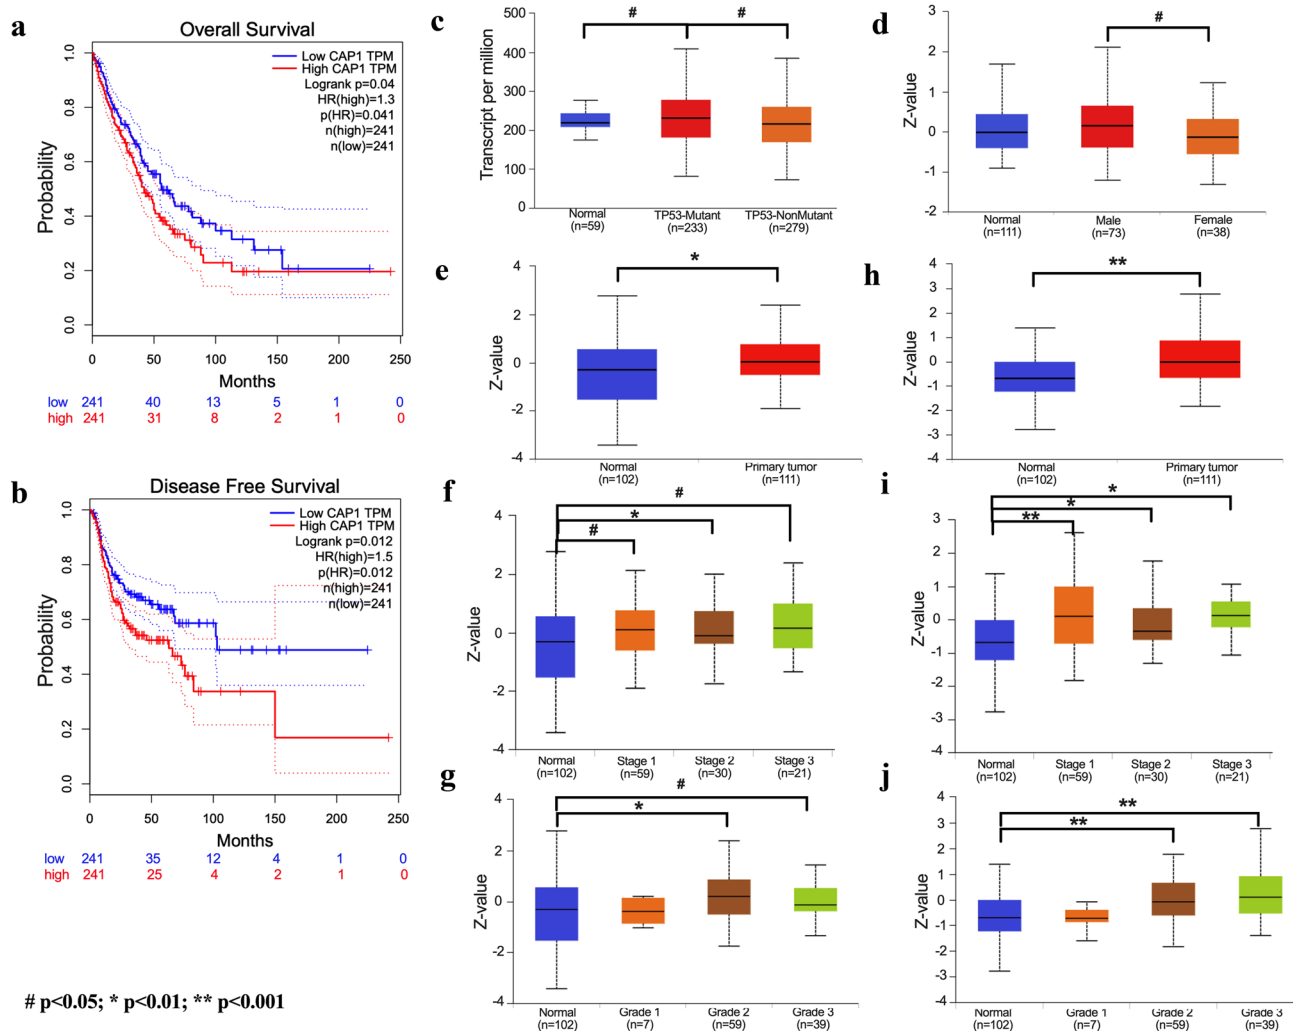 a
Overall Survival
Low CAP1 TPM
High CAP1 TPM
Logrank p=0.04
HR(high)=1.3
p(HR)=0.041
n(high)=241
n(low)=241
Probability
1.0
0.8
0.6
0.4
0.2
0.0
0 50 100 150 200 250
Months
low 241 40 13 5 1 0
high 241 31 8 2 1 0
b
Disease Free Survival
Low CAP1 TPM
High CAP1 TPM
Logrank p=0.012
HR(high)=1.5
p(HR)=0.012
n(high)=241
n(low)=241
Probability
1.0
0.8
0.6
0.4
0.2
0.0
0 50 100 150 200 250
Months
low 241 35 12 4 1 0
high 241 25 4 2 1 0
# p<0.05; * p<0.01; ** p<0.001
c
Transcript per million
500
400
300
200
100
0
# #
Normal TP53-Mutant TP53-NonMutant
(n=59) (n=233) (n=279)
d
Z-value
3
2
1
0
-1
-2
#
Normal Male Female
(n=111) (n=73) (n=38)
e
Z-value
4
2
0
-2
-4
*
Normal Primary tumor
(n=102) (n=111)
h
Z-value
4
3
2
1
0
-1
-2
-3
-4
**
Normal Primary tumor
(n=102) (n=111)
f
Z-value
4
2
0
-2
-4
#
*
#
Normal Stage 1 Stage 2 Stage 3
(n=102) (n=59) (n=30) (n=21)
i
Z-value
3
2
1
0
-1
-2
-3
-4
*
*
**
Normal Stage 1 Stage 2 Stage 3
(n=102) (n=59) (n=30) (n=21)
g
Z-value
4
2
0
-2
-4
#
*
Normal Grade 1 Grade 2 Grade 3
(n=102) (n=7) (n=59) (n=39)
j
Z-value
4
3
2
1
0
-1
-2
-3
-4
**
**
Normal Grade 1 Grade 2 Grade 3
(n=102) (n=7) (n=59) (n=39)